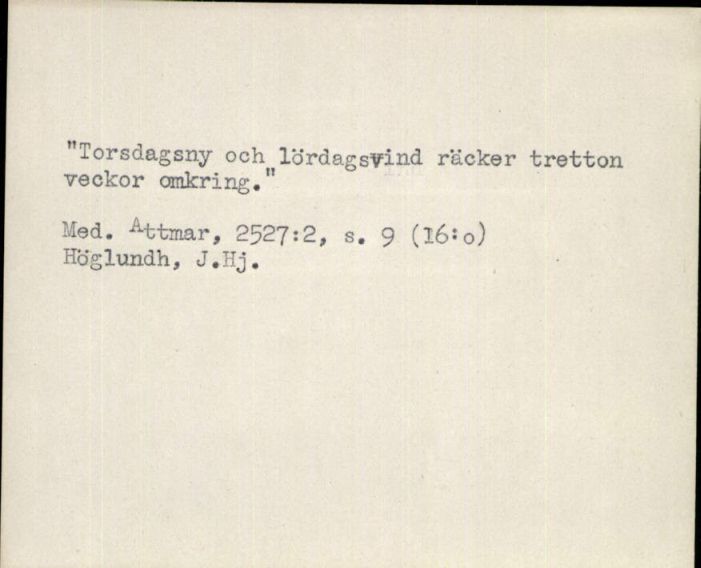 "Torsdagsny och lördagsvind räcker tretton
veckor omkring."
Med. Attmar, 2527:2, s. 9 (16:o)
Höglundh, J.Hj.